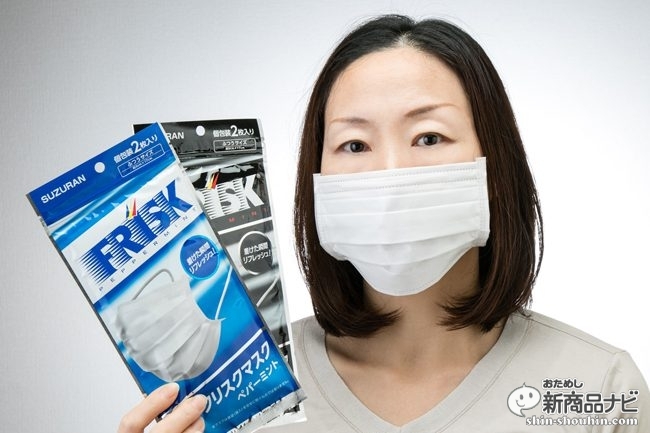 SUZURAN
個包装2枚入り
ふつうサイズ
FRISK
PEPPERMINT
着けた瞬間
リフレッシュ!
フリスクマスク
ペパーミント
URAN
個包装2枚入り
ふつうサイズ
RISK
MINT
着けた瞬間
リフレッシュ!
おためし
新商品ナビ
shin-shouhin.com